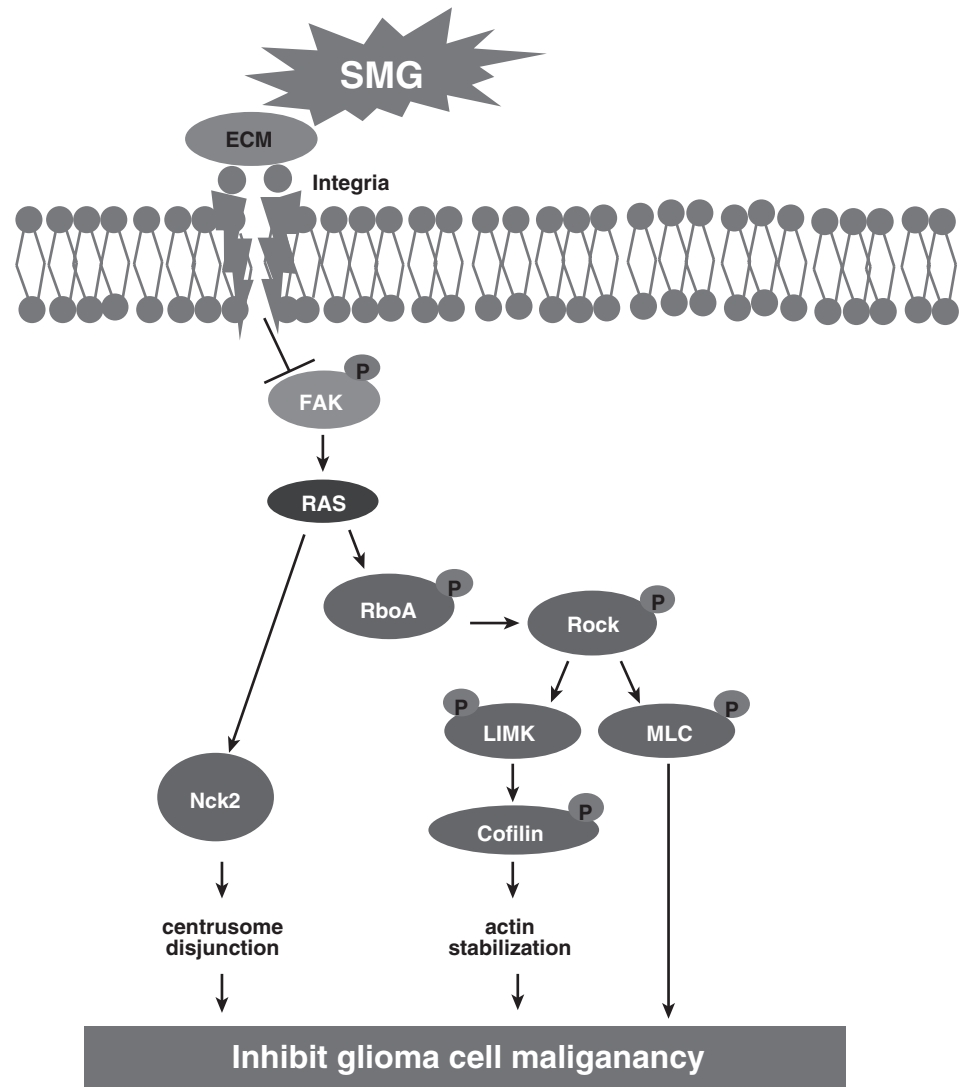 SMG
ECM
Integria
P
FAK
RAS
P
RboA
P
Rock
P
LIMK
P
MLC
Nck2
P
Cofilin
centrusome
disjunction
actin
stabilization
Inhibit glioma cell maliganancy